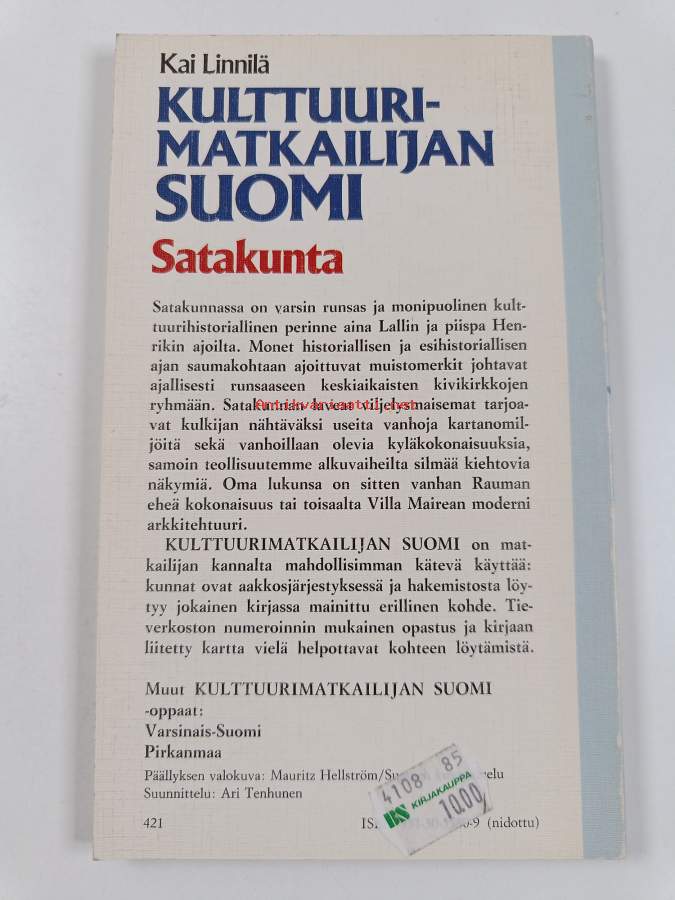 Kai Linnilä
KULTTUURI-
MATKAILIJAN
SUOMI
Satakunta
Satakunnassa on varsin runsas ja monipuolinen kult-
tuurihistoriallinen perinne aina Lallin ja piispa Hen-
rikin ajoilta. Monet historiallisen ja esihistoriallisen
ajan saumakohtaan ajoittuvat muistomerkit johtavat
ajallisesti runsaaseen keskiaikaisten kivikirkkojen
ryhmään. Satakunnan laveat viljelysmaisemat tarjoa-
Antikvariaatti.net
vat kulkijan nähtäväksi useita vanhoja kartanomil-
jöitä sekä vanhoillaan olevia kyläkokonaisuuksia,
samoin teollisuutemme alkuvaiheilta silmää kiehtovia
näkymiä. Oma lukunsa on sitten vanhan Rauman
eheä kokonaisuus tai toisaalta Villa Mairean moderni
arkkitehtuuri.
KULTTUURIMATKAILIJAN SUOMI on mat-
kailijan kannalta mahdollisimman kätevä käyttää:
kunnat ovat aakkosjärjestyksessä ja hakemistosta löy-
tyy jokainen kirjassa mainittu erillinen kohde. Tie-
verkoston numeroinnin mukainen opastus ja kirjaan
liitetty kartta vielä helpottavat kohteen löytämistä.
Muut KULTTUURIMATKAILIJAN SUOMI
-oppaat:
Varsinais-Suomi
Pirkanmaa
Päällyksen valokuva: Mauritz Hellström/
Suunnittelu: Ari Tenhunen
4108 85
KIRJAKAUPPA
10,00
421
(nidottu)